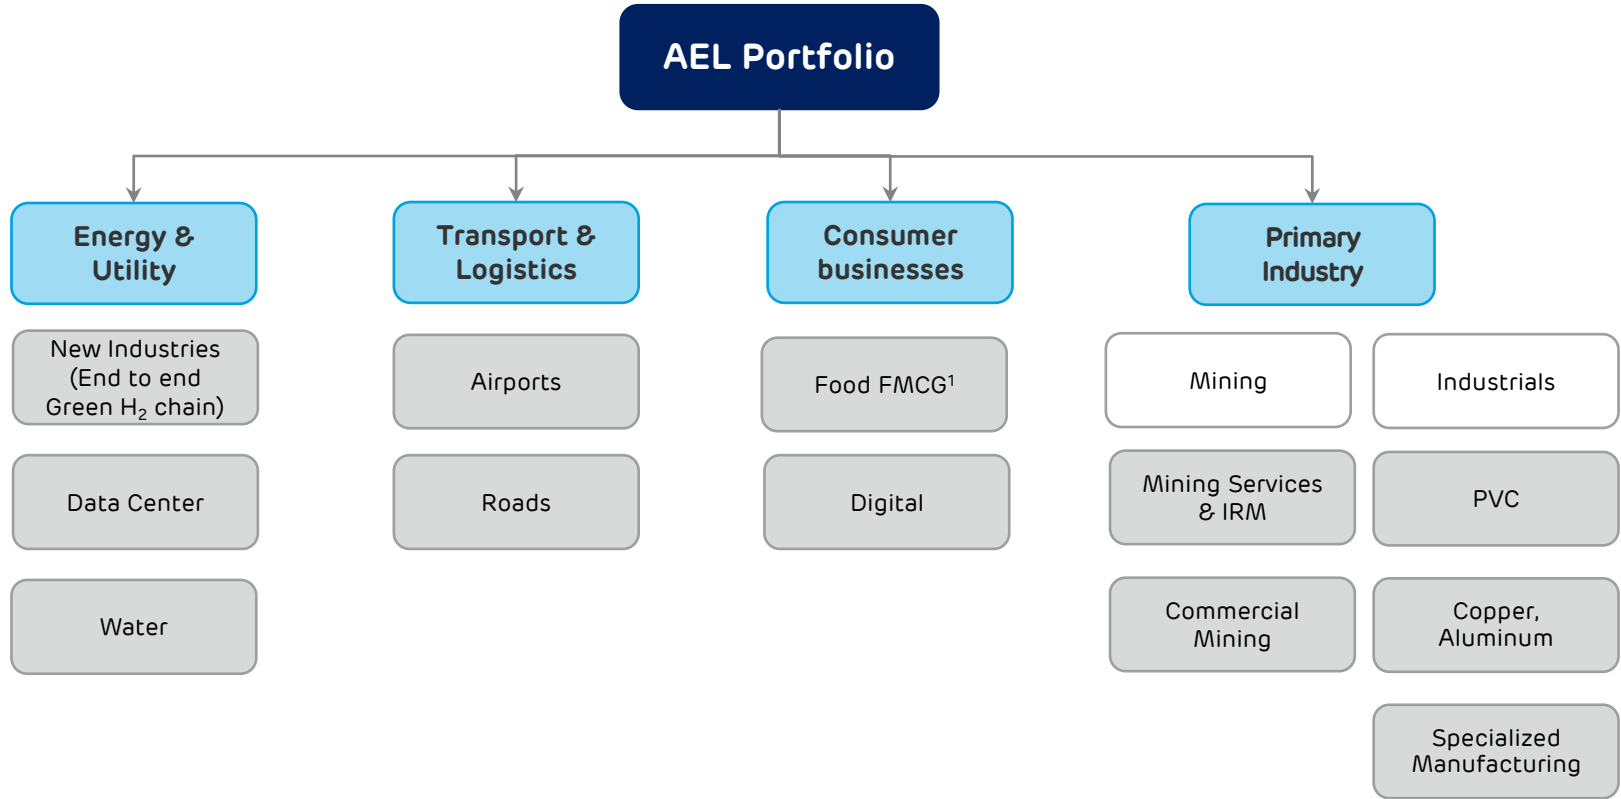 AEL Portfolio
Energy &
Utility
Transport &
Logistics
Consumer
businesses
Primary
Industry
New Industries
(End to end
Green H₂ chain)
Airports
Food FMCG¹
Mining
Industrials
Data Center
Roads
Digital
Mining Services
& IRM
PVC
Water
Commercial
Mining
Copper,
Aluminum
Specialized
Manufacturing